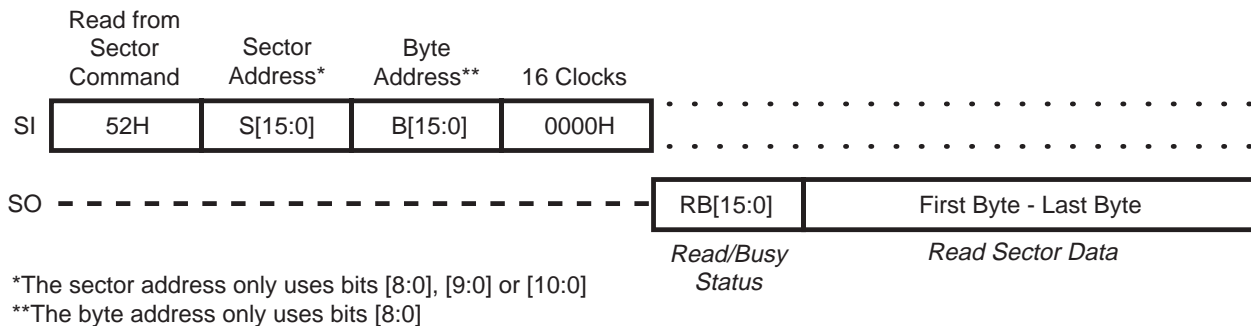 Read from
Sector
Command
Sector
Address*
Byte
Address**
16 Clocks
SI
52H
S[15:0]
B[15:0]
0000H
SO
RB[15:0]
First Byte - Last Byte
Read/Busy
Status
Read Sector Data
*The sector address only uses bits [8:0], [9:0] or [10:0]
**The byte address only uses bits [8:0]